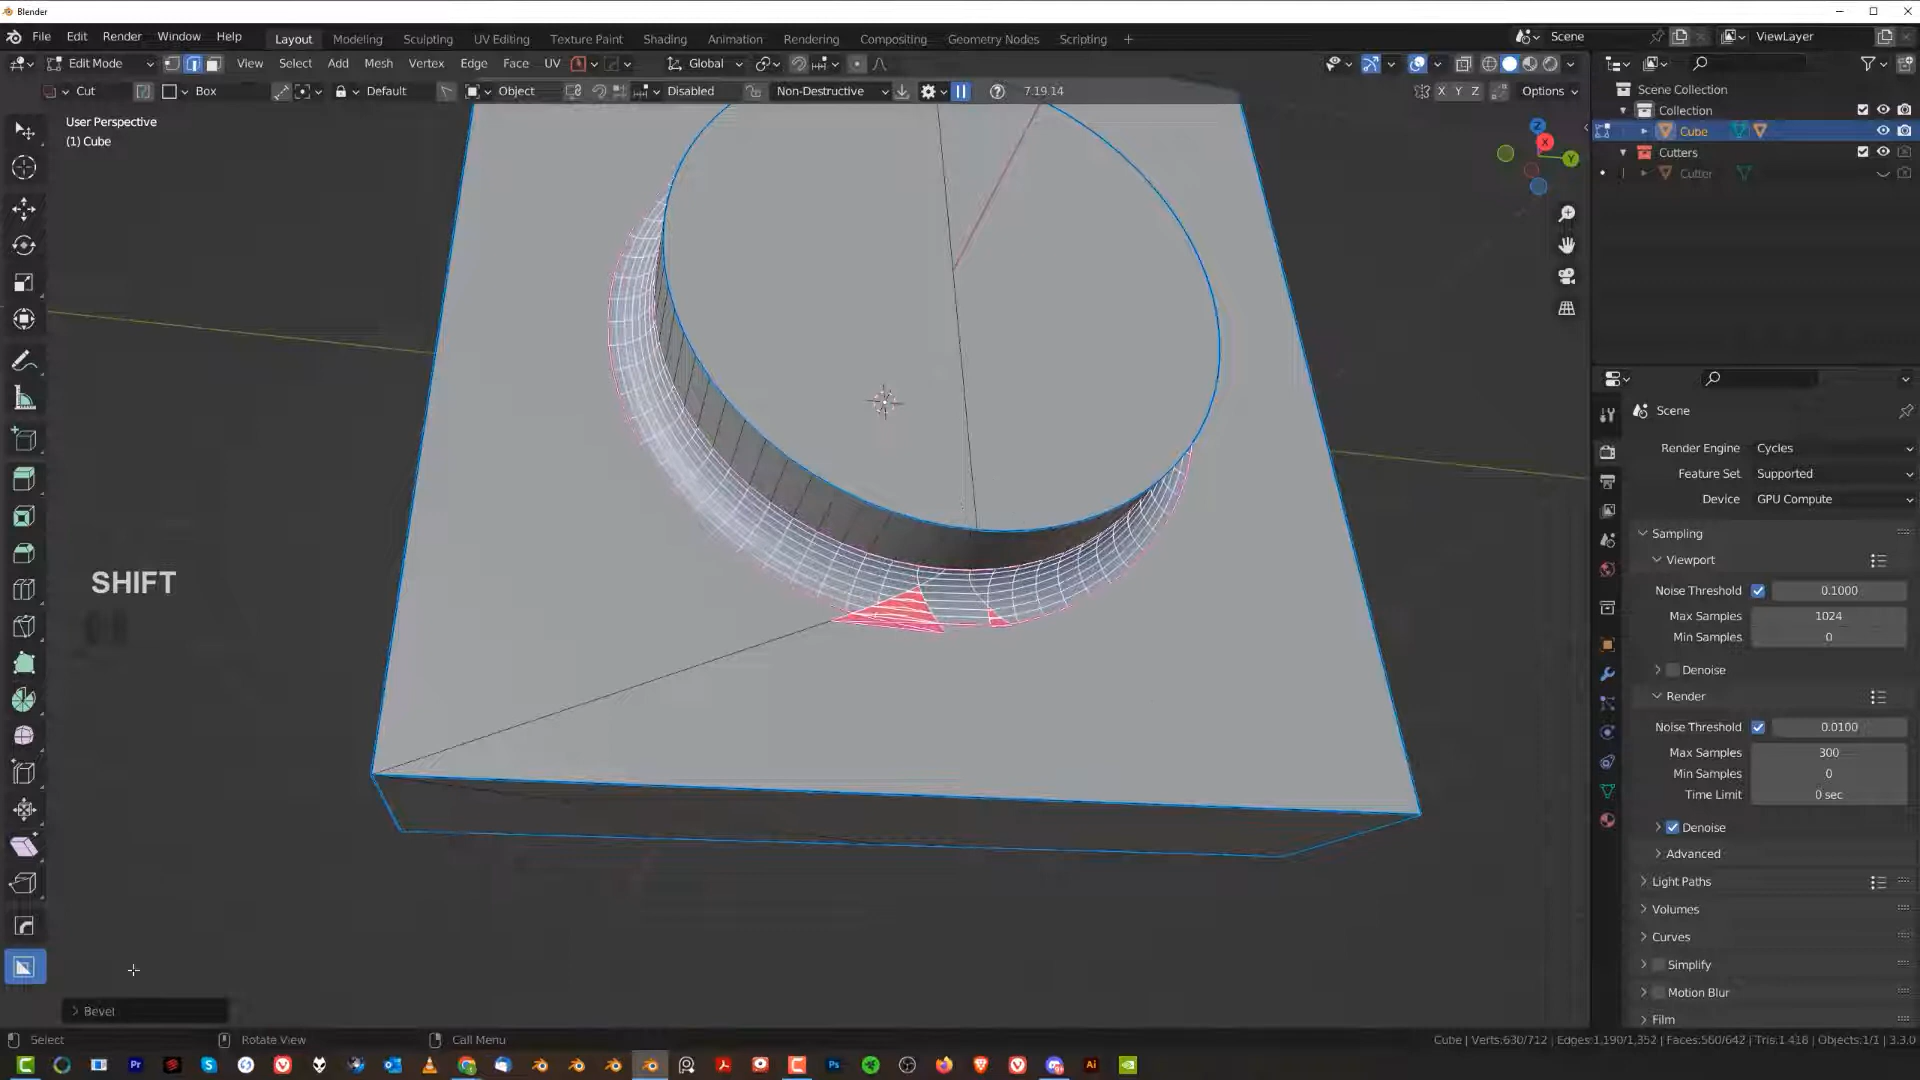 Blender
File Edit Render Window Help
Layout Modeling Sculpting UV Editing Texture Paint Shading Animation Rendering Compositing Geometry Nodes Scripting +
Scene
ViewLayer
Edit Mode View Select Add Mesh Vertex Edge Face UV
Global
Cut Box Default Object Disabled Non-Destructive 7.19.14
X Y Z Options
User Perspective
(1) Cube
Z
X
Y
SHIFT
Bevel
Scene Collection
Collection
Cube
Cutters
Cutter
Scene
Render Engine Cycles
Feature Set Supported
Device GPU Compute
Sampling
Viewport
Noise Threshold 0.1000
Max Samples 1024
Min Samples 0
Denoise
Render
Noise Threshold 0.0100
Max Samples 300
Min Samples 0
Time Limit 0 sec
Denoise
Advanced
Light Paths
Volumes
Curves
Simplify
Motion Blur
Film
Select Rotate View Call Menu
Cube | Verts:630/712 | Edges:1,190/1,352 | Faces:560/642 | Tris:1,418 | Objects:1/1 | 3.3.0
Pr
Ps
Ai